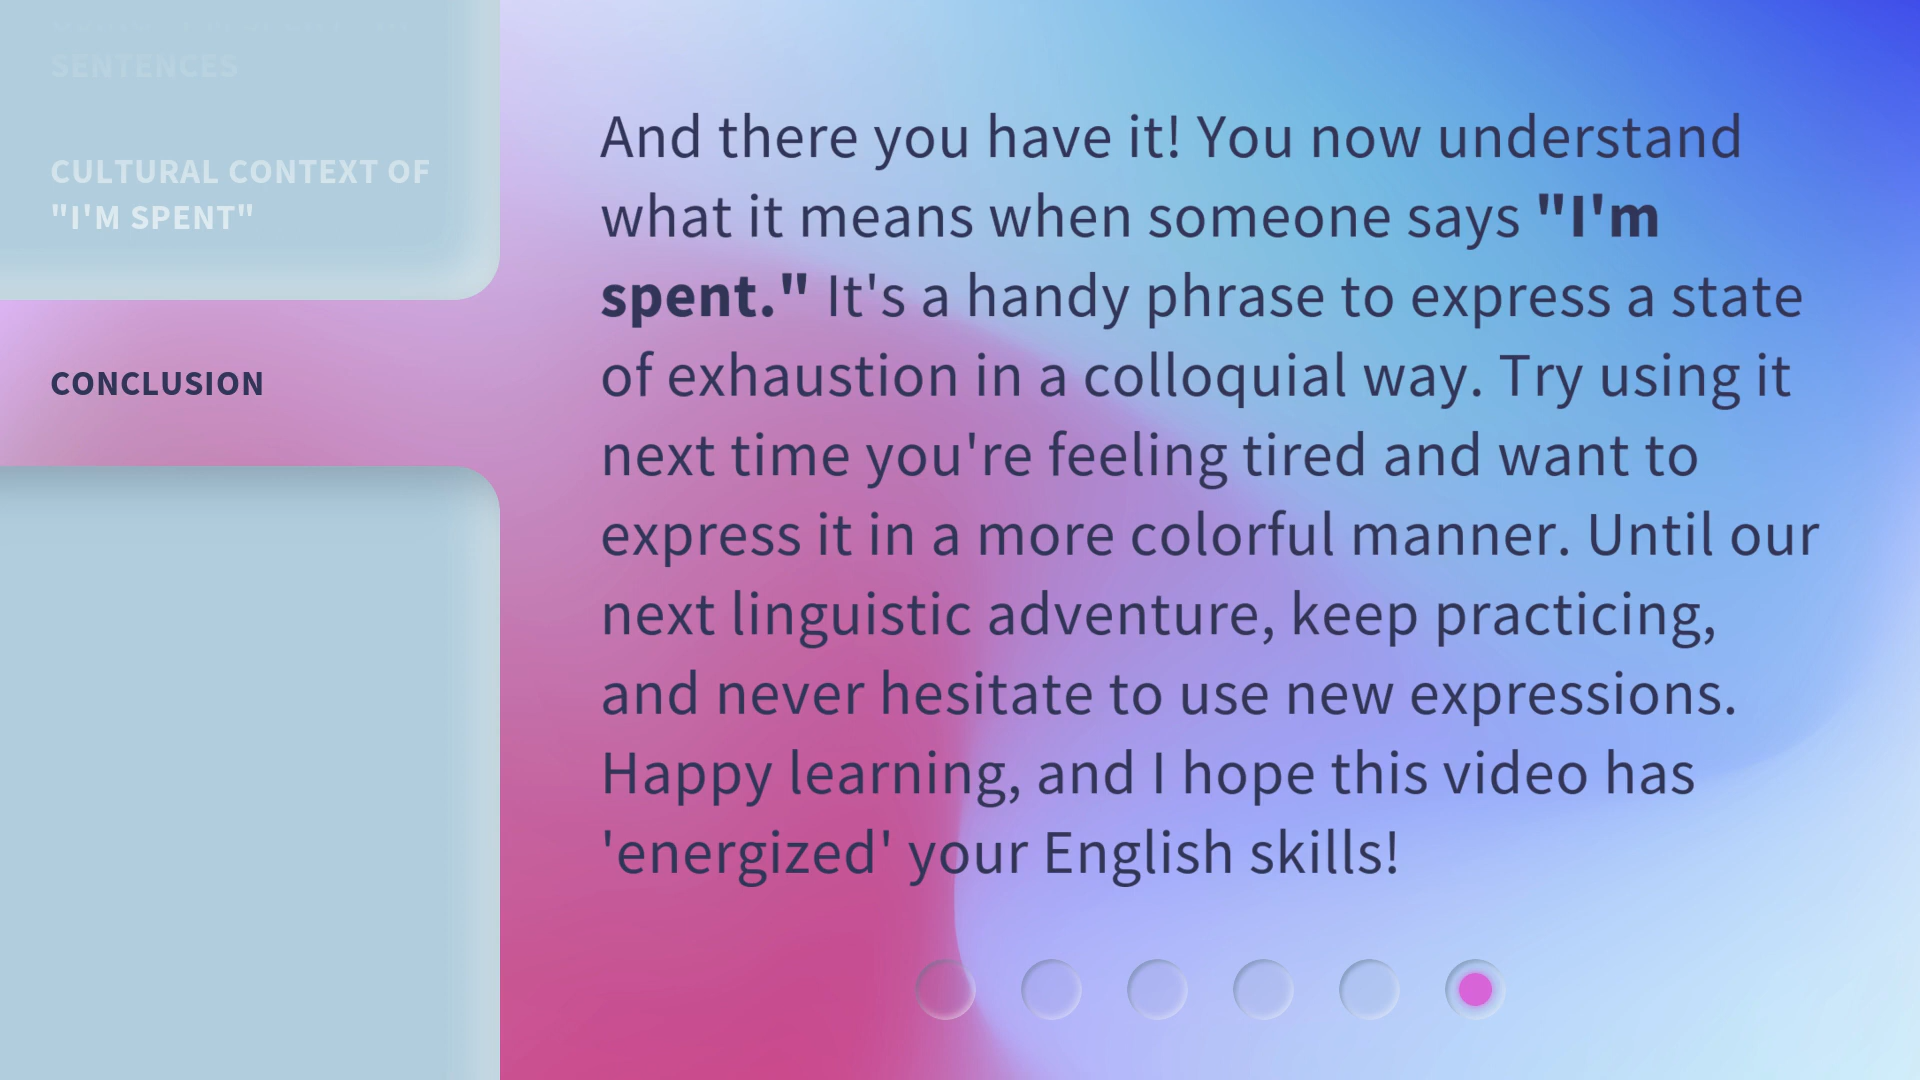 SENTENCES
CULTURAL CONTEXT OF
"I'M SPENT"
CONCLUSION
And there you have it! You now understand
what it means when someone says "I'm
spent." It's a handy phrase to express a state
of exhaustion in a colloquial way. Try using it
next time you're feeling tired and want to
express it in a more colorful manner. Until our
next linguistic adventure, keep practicing,
and never hesitate to use new expressions.
Happy learning, and I hope this video has
'energized' your English skills!